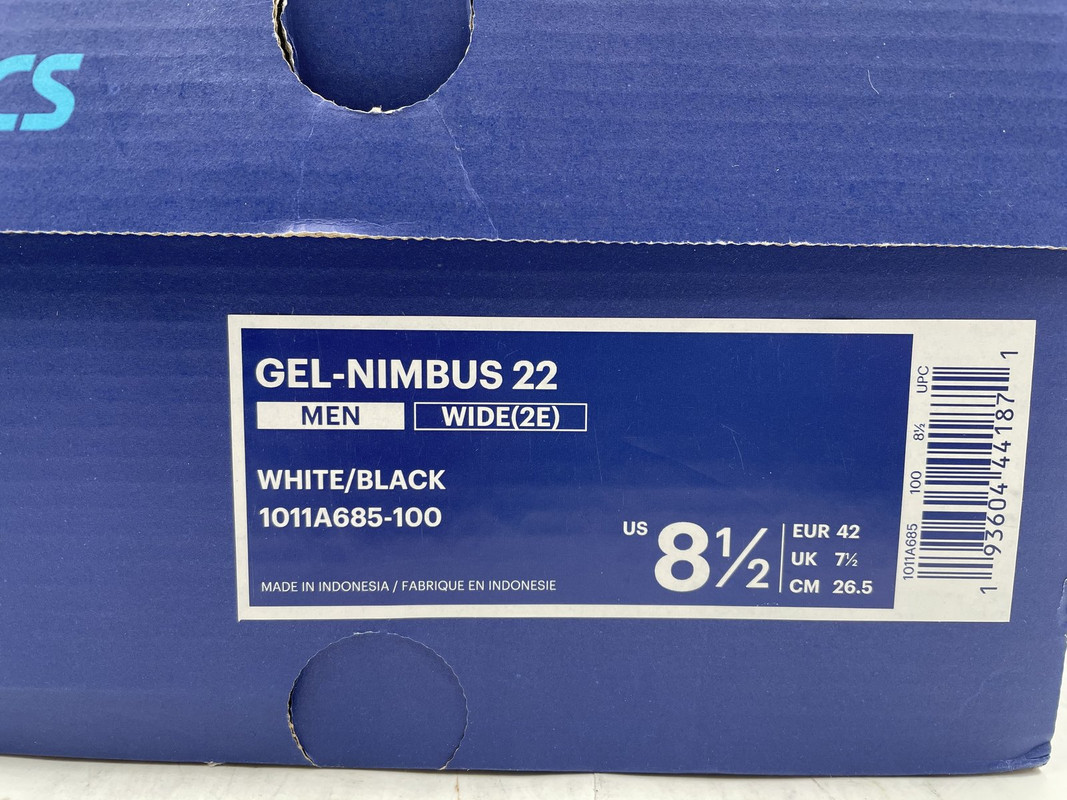 CS
GEL-NIMBUS 22
MEN WIDE(2E)
WHITE/BLACK
1011A685-100
MADE IN INDONESIA / FABRIQUE EN INDONESIE
US 8½
EUR 42
UK 7½
CM 26.5
1011A685 100 8½ UPC
1 93604 44187 1